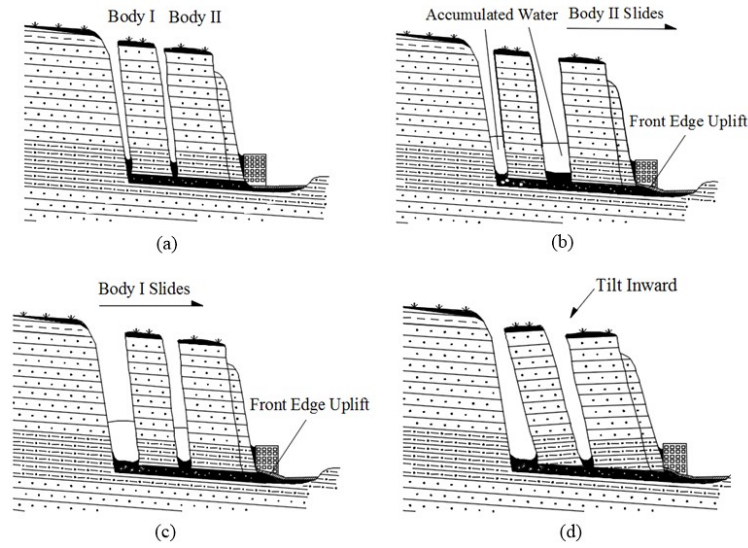 Body I Body II
(a)
Accumulated Water
Body II Slides
Front Edge Uplift
(b)
Body I Slides
Front Edge Uplift
(c)
Tilt Inward
(d)